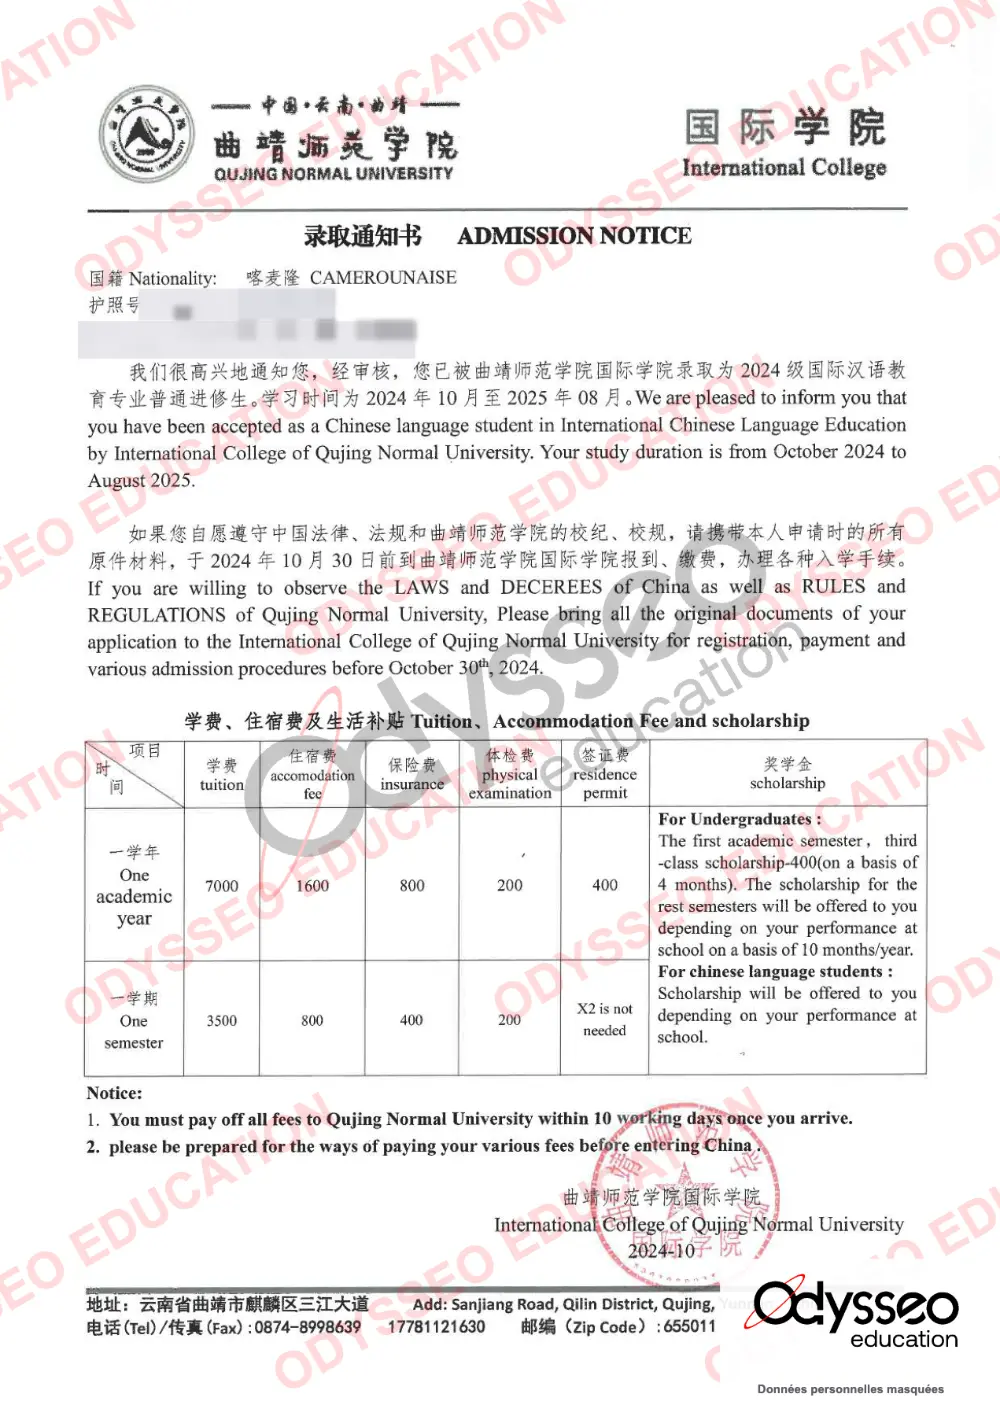 中国·云南·曲靖
曲靖师范学院
QUJING NORMAL UNIVERSITY
国际学院
International College
录取通知书 ADMISSION NOTICE
国籍 Nationality: 喀麦隆 CAMEROUNAISE
护照号
我们很高兴地通知您，经审核，您已被曲靖师范学院国际学院录取为 2024 级国际汉语教
育专业普通进修生。学习时间为 2024 年 10 月至 2025 年 08 月。We are pleased to inform you that
you have been accepted as a Chinese language student in International Chinese Language Education
by International College of Qujing Normal University. Your study duration is from October 2024 to
August 2025.
如果您自愿遵守中国法律、法规和曲靖师范学院的校纪、校规，请携带本人申请时的所有
原件材料，于 2024 年 10 月 30 日前到曲靖师范学院国际学院报到、缴费，办理各种入学手续。
If you are willing to observe the LAWS and DECEREES of China as well as RULES and
REGULATIONS of Qujing Normal University, Please bring all the original documents of your
application to the International College of Qujing Normal University for registration, payment and
various admission procedures before October 30th, 2024.
学费、住宿费及生活补贴 Tuition、Accommodation Fee and scholarship
项目
时间
学费 tuition
住宿费 accomodation fee
保险费 insurance
体检费 physical examination
签证费 residence permit
奖学金 scholarship
一学年 One academic year
7000
1600
800
200
400
For Undergraduates :
The first academic semester, third
-class scholarship-400(on a basis of
4 months). The scholarship for the
rest semesters will be offered to you
depending on your performance at
school on a basis of 10 months/year.
For chinese language students :
Scholarship will be offered to you
depending on your performance at
school.
一学期 One semester
3500
800
400
200
X2 is not needed
Notice:
1. You must pay off all fees to Qujing Normal University within 10 working days once you arrive.
2. please be prepared for the ways of paying your various fees before entering China .
曲靖师范学院国际学院
International College of Qujing Normal University
2024-10
国际学院
地址：云南省曲靖市麒麟区三江大道 Add: Sanjiang Road, Qilin District, Qujing,
电话(Tel)/传真(Fax):0874-8998639 17781121630 邮编（Zip Code）:655011
Odysseo
education
Données personnelles masquées
ODYSSEO EDUCATION